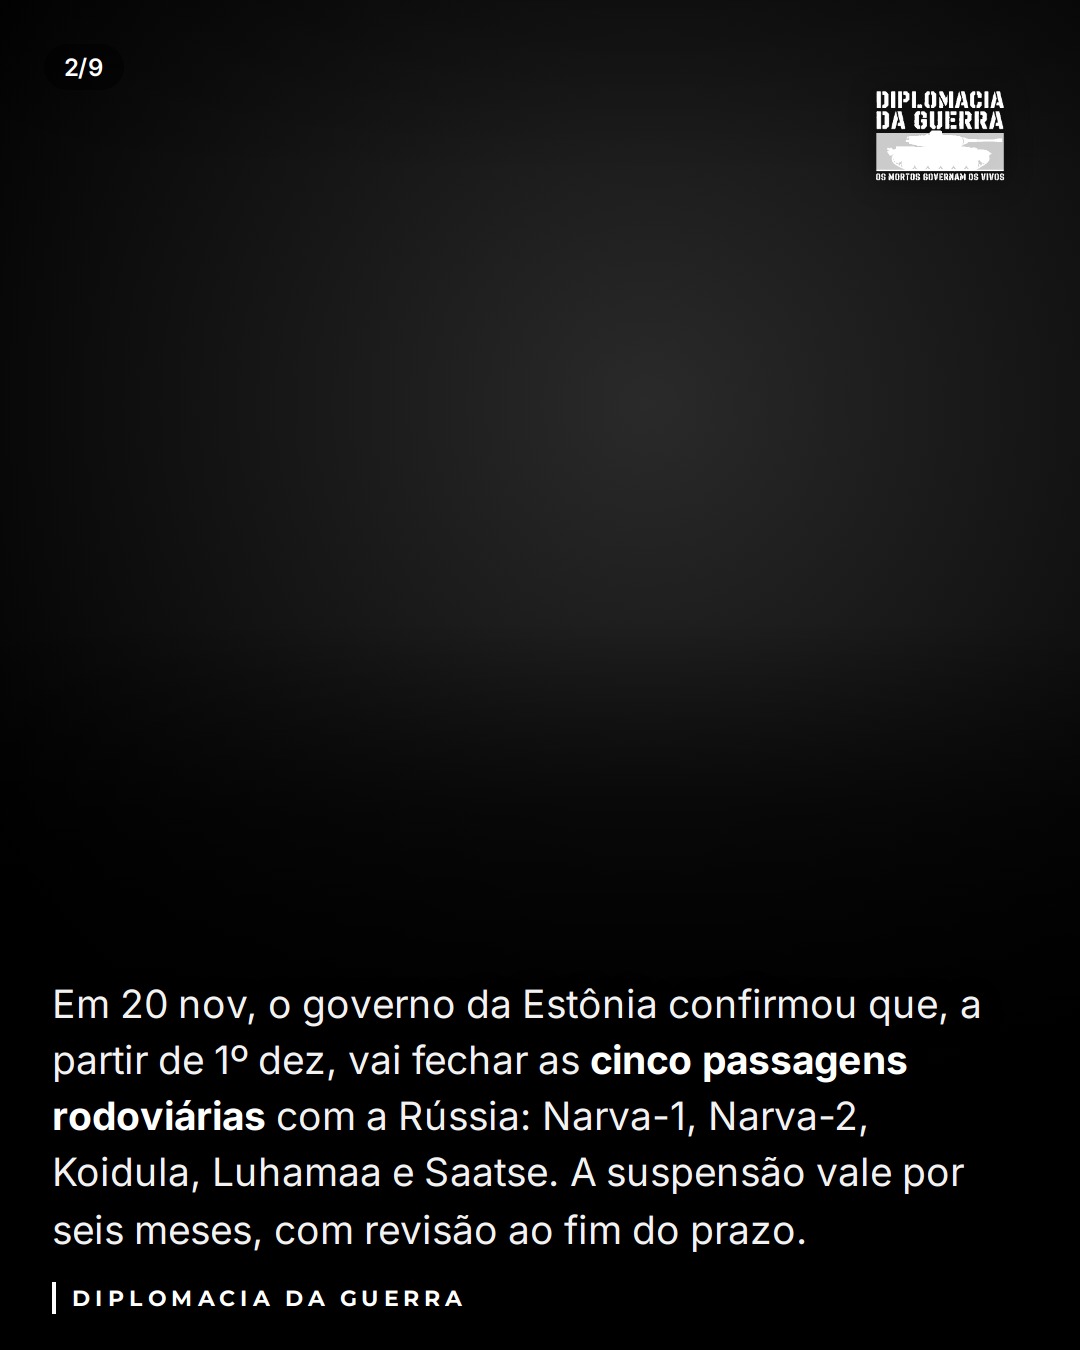 2/9
DIPLOMACIA
DA GUERRA
OS MORTOS GOVERNAM OS VIVOS
Em 20 nov, o governo da Estônia confirmou que, a
partir de 1º dez, vai fechar as cinco passagens
rodoviárias com a Rússia: Narva-1, Narva-2,
Koidula, Luhamaa e Saatse. A suspensão vale por
seis meses, com revisão ao fim do prazo.
DIPLOMACIA DA GUERRA